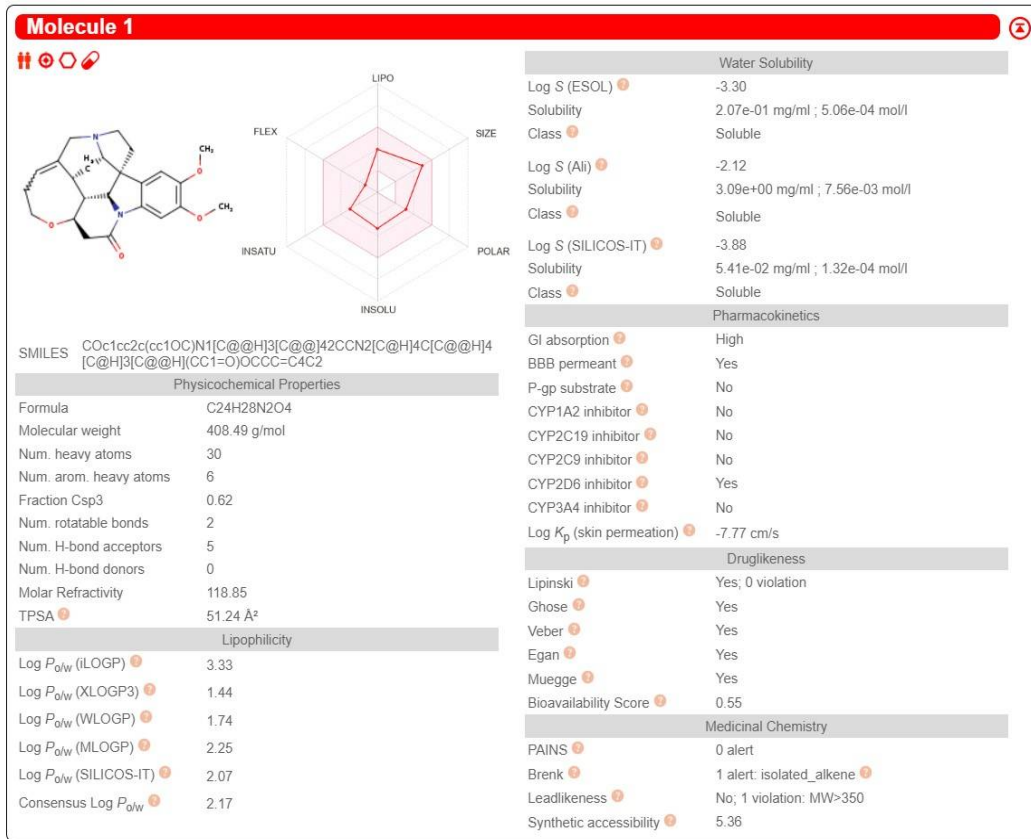 Molecule 1
LIPO
FLEX
SIZE
INSATU
POLAR
INSOLU
N
H₃
C
CH₃
O
O
CH₃
N
O
O
SMILES COc1cc2c(cc1OC)N1[C@@H]3[C@@]42CCN2[C@H]4C[C@@H]4
[C@H]3[C@@H](CC1=O)OCCC=C4C2
Physicochemical Properties
Formula C24H28N2O4
Molecular weight 408.49 g/mol
Num. heavy atoms 30
Num. arom. heavy atoms 6
Fraction Csp3 0.62
Num. rotatable bonds 2
Num. H-bond acceptors 5
Num. H-bond donors 0
Molar Refractivity 118.85
TPSA ? 51.24 Ų
Lipophilicity
Log Po/w (iLOGP) ? 3.33
Log Po/w (XLOGP3) ? 1.44
Log Po/w (WLOGP) ? 1.74
Log Po/w (MLOGP) ? 2.25
Log Po/w (SILICOS-IT) ? 2.07
Consensus Log Po/w ? 2.17
Water Solubility
Log S (ESOL) ? -3.30
Solubility 2.07e-01 mg/ml ; 5.06e-04 mol/l
Class ? Soluble
Log S (Ali) ? -2.12
Solubility 3.09e+00 mg/ml ; 7.56e-03 mol/l
Class ? Soluble
Log S (SILICOS-IT) ? -3.88
Solubility 5.41e-02 mg/ml ; 1.32e-04 mol/l
Class ? Soluble
Pharmacokinetics
GI absorption ? High
BBB permeant ? Yes
P-gp substrate ? No
CYP1A2 inhibitor ? No
CYP2C19 inhibitor ? No
CYP2C9 inhibitor ? No
CYP2D6 inhibitor ? Yes
CYP3A4 inhibitor ? No
Log Kp (skin permeation) ? -7.77 cm/s
Druglikeness
Lipinski ? Yes; 0 violation
Ghose ? Yes
Veber ? Yes
Egan ? Yes
Muegge ? Yes
Bioavailability Score ? 0.55
Medicinal Chemistry
PAINS ? 0 alert
Brenk ? 1 alert: isolated_alkene ?
Leadlikeness ? No; 1 violation: MW>350
Synthetic accessibility ? 5.36